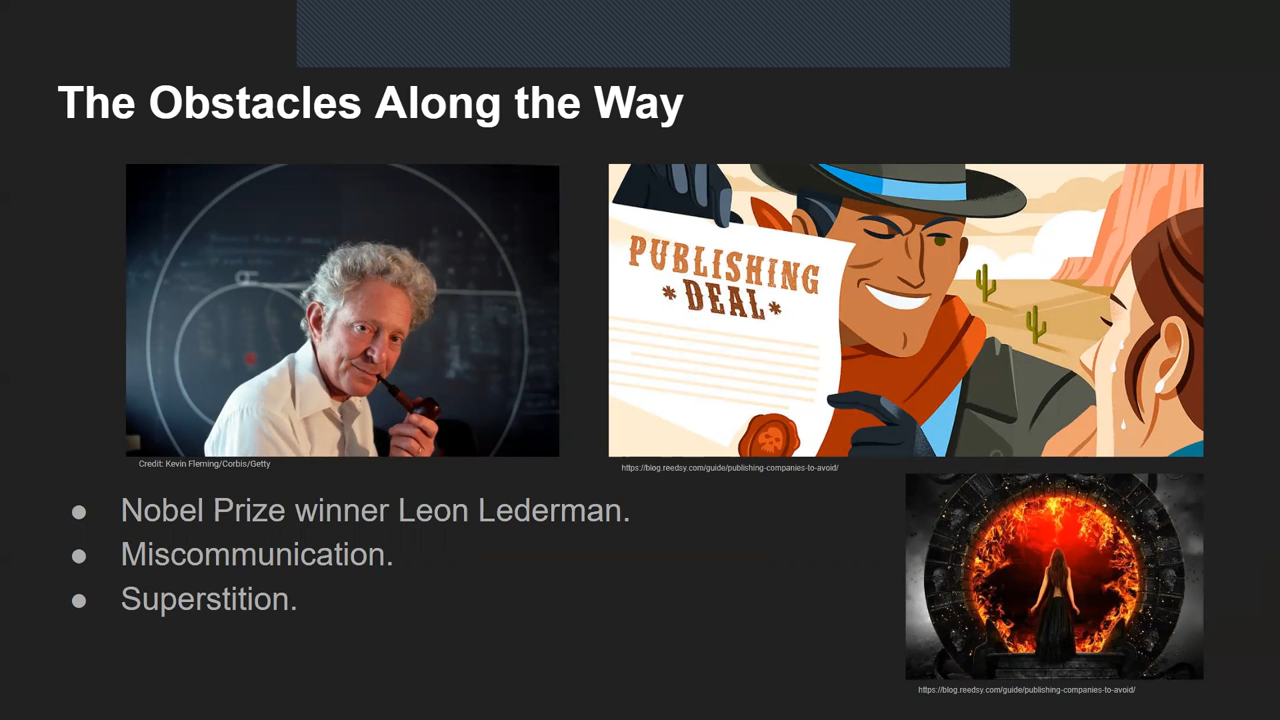 The Obstacles Along the Way
PUBLISHING
*DEAL*
Credit: Kevin Fleming/Corbis/Getty
https://blog.reedsy.com/guide/publishing-companies-to-avoid/
● Nobel Prize winner Leon Lederman.
● Miscommunication.
● Superstition.
https://blog.reedsy.com/guide/publishing-companies-to-avoid/